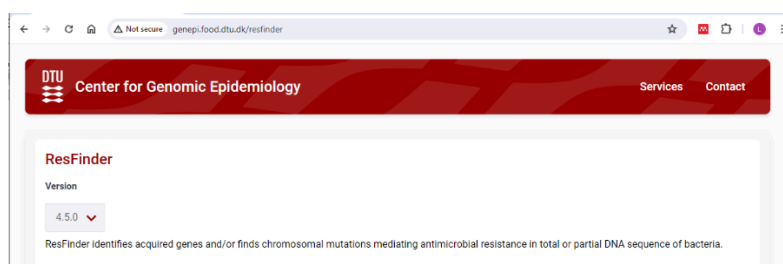 Not secure genepi.food.dtu.dk/resfinder
L
DTU
Center for Genomic Epidemiology
Services Contact
ResFinder
Version
4.5.0
ResFinder identifies acquired genes and/or finds chromosomal mutations mediating antimicrobial resistance in total or partial DNA sequence of bacteria.